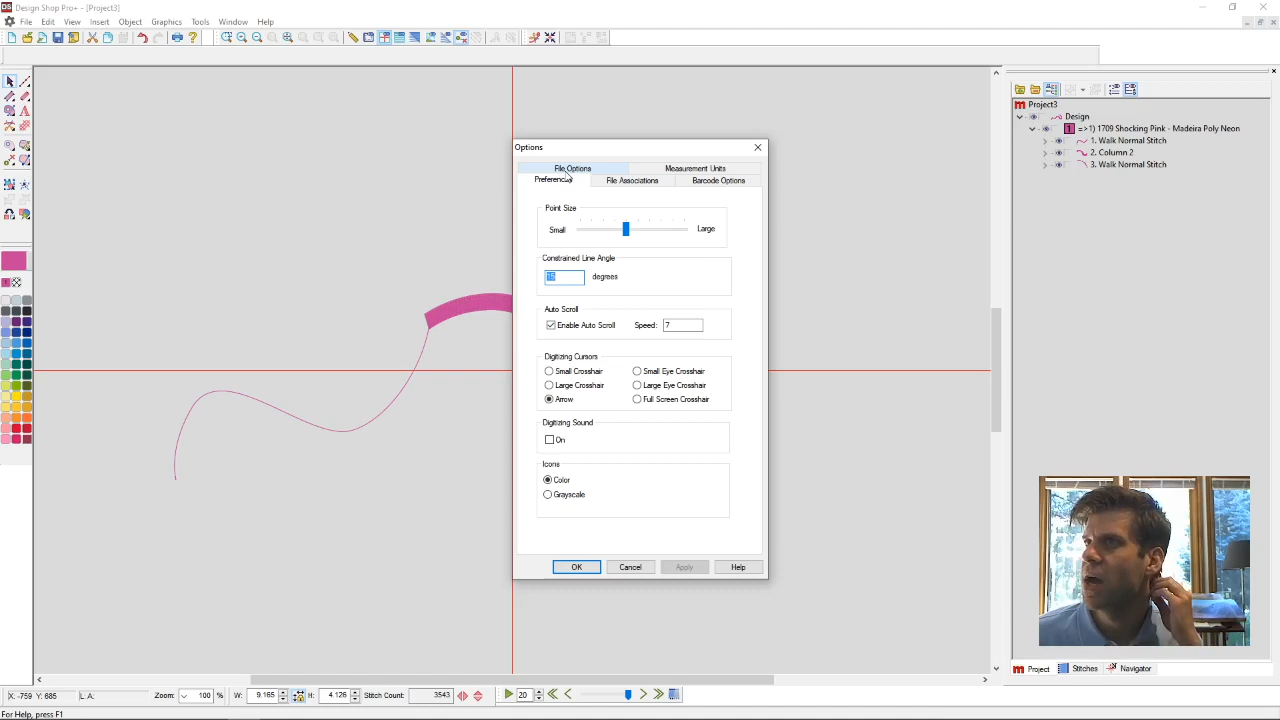 Design Shop Pro+ - [Project3]
File Edit View Insert Object Graphics Tools Window Help
Project3
Design
=>1) 1709 Shocking Pink - Madeira Poly Neon
1. Walk Normal Stitch
2. Column 2
3. Walk Normal Stitch
Options
File Options Measurement Units
Preferences File Associations Barcode Options
Point Size
Small Large
Constrained Line Angle
15 degrees
Auto Scroll
Enable Auto Scroll Speed: 7
Digitizing Cursors
Small Crosshair Small Eye Crosshair
Large Crosshair Large Eye Crosshair
Arrow Full Screen Crosshair
Digitizing Sound
On
Icons
Color
Grayscale
OK Cancel Apply Help
Project Stitches Navigator
X: -759 Y: 685 L: A: Zoom: 100 % W: 9.165 H: 4.126 Stitch Count: 3543 20
For Help, press F1